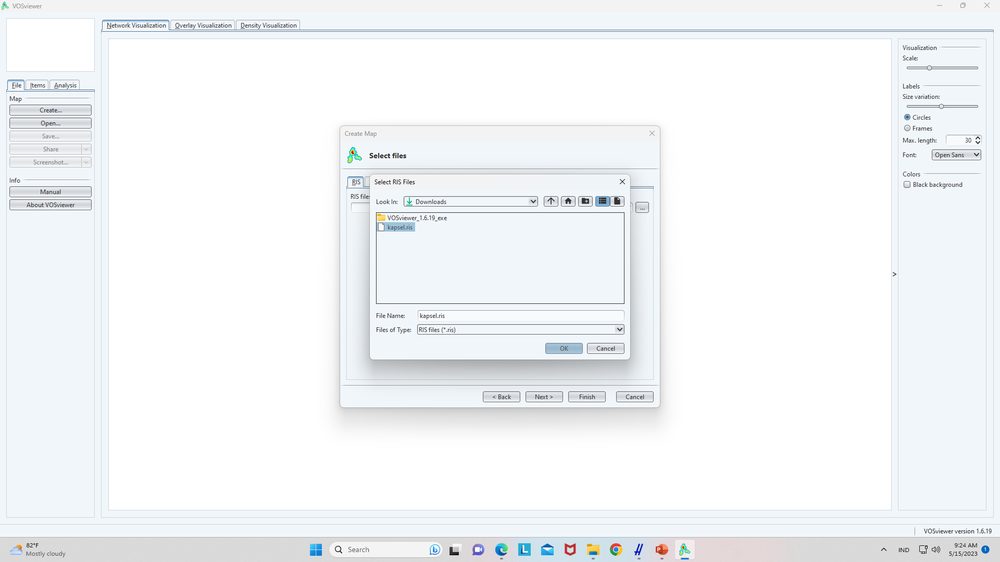 VOSviewer
Network Visualization
Overlay Visualization
Density Visualization
File
Items
Analysis
Map
Create...
Open...
Save...
Share
Screenshot...
Info
Manual
About VOSviewer
Create Map
Select files
RIS
RIS files
Select RIS Files
Look In:
Downloads
...
VOSviewer_1.6.19_exe
kapsel.ris
File Name:
kapsel.ris
Files of Type:
RIS files (*.ris)
OK
Cancel
< Back
Next >
Finish
Cancel
>
Visualization
Scale:
Labels
Size variation:
Circles
Frames
Max. length:
30
Font:
Open Sans
Colors
Black background
VOSviewer version 1.6.19
82°F
Mostly cloudy
Search
IND
9:24 AM
5/15/2023
1